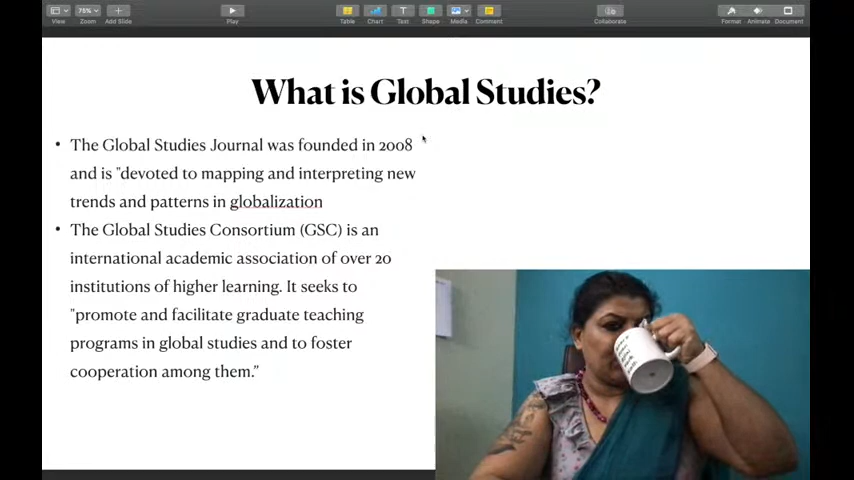 View
75%
Zoom
Add Slide
Play
Table
Chart
Text
Shape
Media
Comment
Collaborate
Format
Animate
Document
What is Global Studies?
• The Global Studies Journal was founded in 2008
and is "devoted to mapping and interpreting new
trends and patterns in globalization
• The Global Studies Consortium (GSC) is an
international academic association of over 20
institutions of higher learning. It seeks to
"promote and facilitate graduate teaching
programs in global studies and to foster
cooperation among them.”